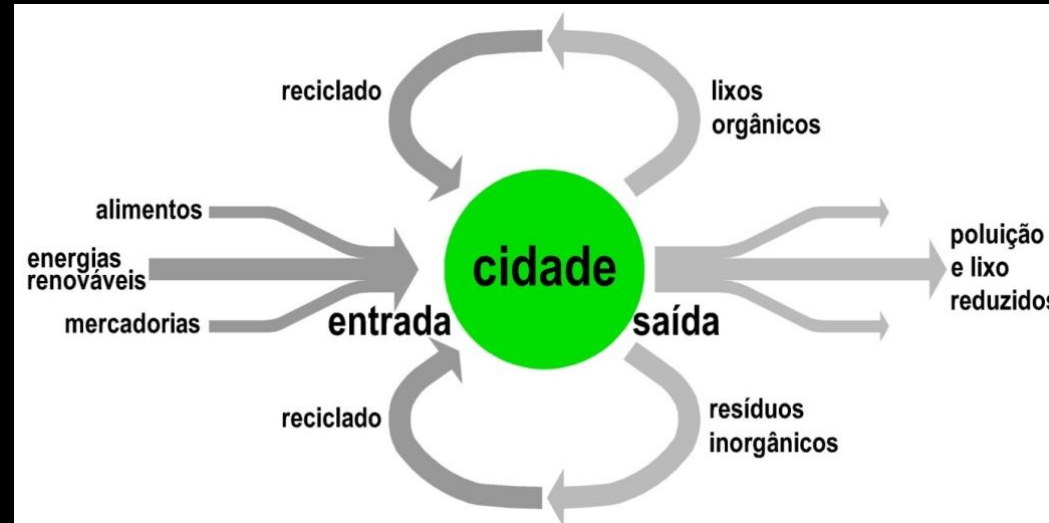 reciclado
lixos
orgânicos
alimentos
energias
renováveis
mercadorias
entrada
cidade
saída
poluição
e lixo
reduzidos
reciclado
resíduos
inorgânicos